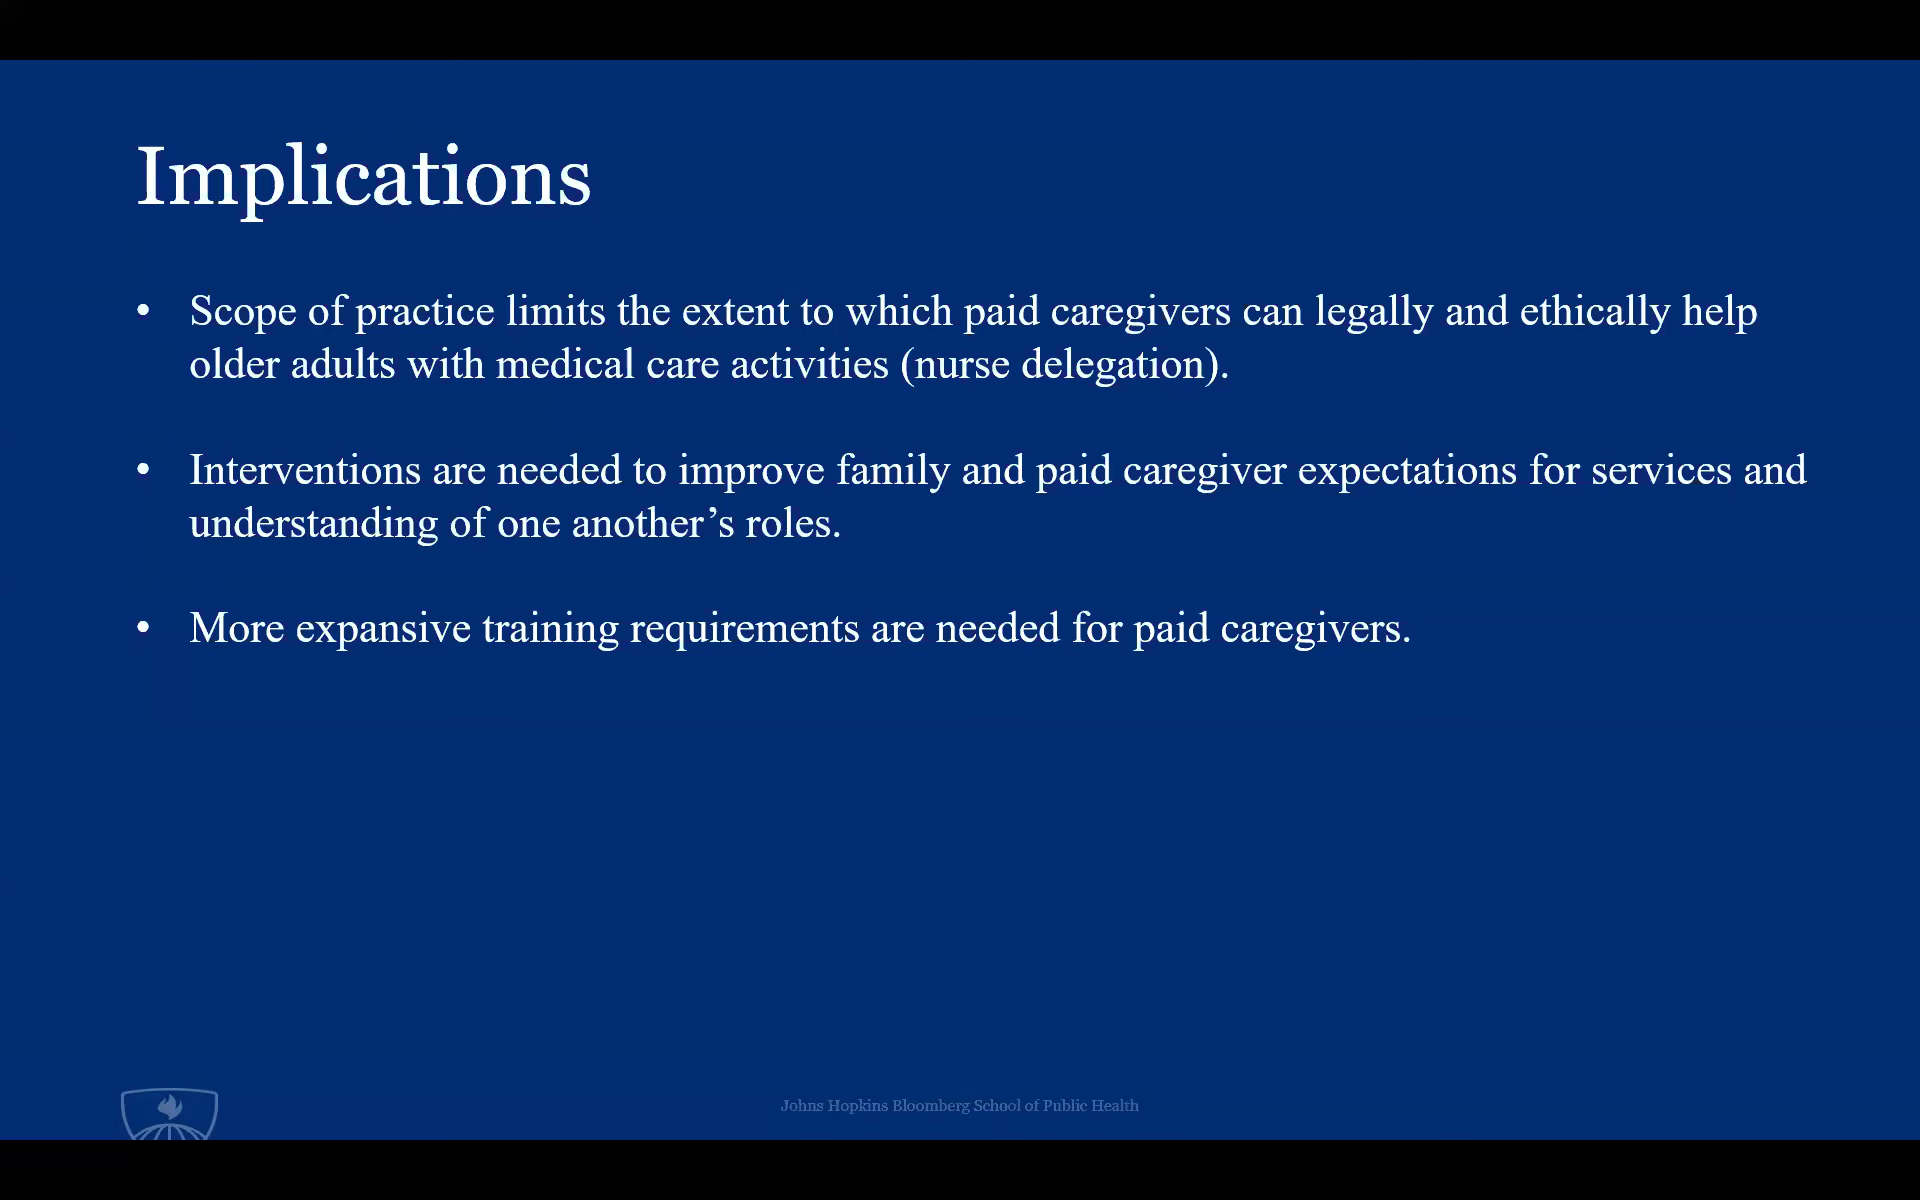 Implications
• Scope of practice limits the extent to which paid caregivers can legally and ethically help
older adults with medical care activities (nurse delegation).
• Interventions are needed to improve family and paid caregiver expectations for services and
understanding of one another’s roles.
• More expansive training requirements are needed for paid caregivers.
Johns Hopkins Bloomberg School of Public Health